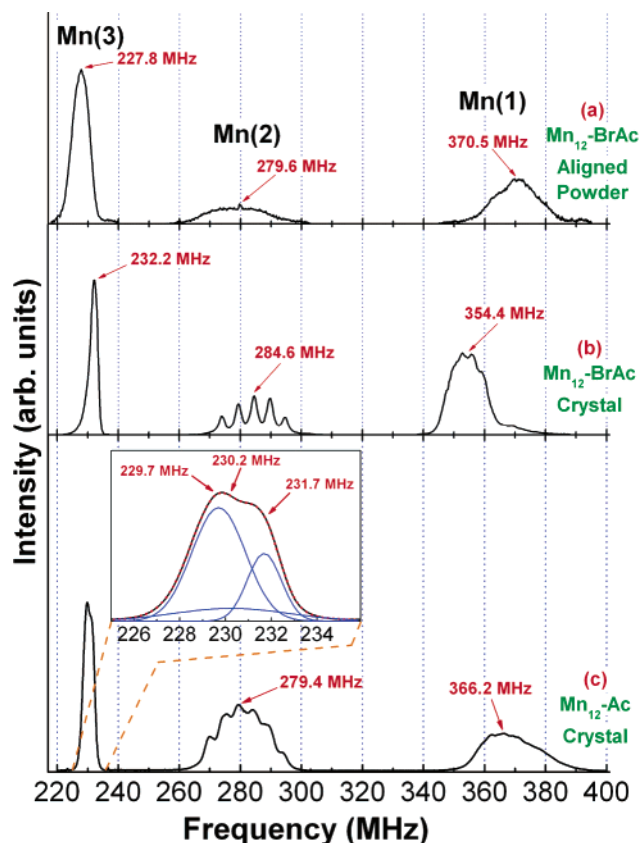 Mn(3)
227.8 MHz
Mn(2)
279.6 MHz
Mn(1)
370.5 MHz
(a)
Mn12-BrAc
Aligned
Powder
232.2 MHz
284.6 MHz
354.4 MHz
(b)
Mn12-BrAc
Crystal
229.7 MHz
230.2 MHz
231.7 MHz
226 228 230 232 234
279.4 MHz
366.2 MHz
(c)
Mn12-Ac
Crystal
Intensity (arb. units)
220 240 260 280 300 320 340 360 380 400
Frequency (MHz)